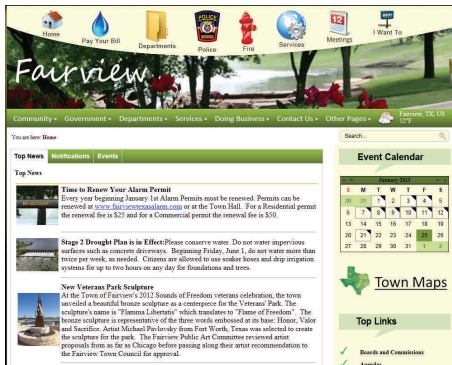 Home
Pay Your Bill
Departments
POLICE
Police
Fire
Services
12
Meetings
I Want To
Fairview
Community Government Departments Services Doing Business Contact Us Other Pages Fairview, TX, US
52°F
You are here: Home
Search...
Top News Notifications Events
Event Calendar
Top News
January 2013
S M T W T F S
30 31 1 2 3 4 5
6 7 8 9 10 11 12
13 14 15 16 17 18 19
20 21 22 23 24 25 26
27 28 29 30 31 1 2
Time to Renew Your Alarm Permit
Every year beginning January 1st Alarm Permits must be renewed. Permits can be
renewed at www.fairviewtexasalarm.com or at the Town Hall. For a Residential permit
the renewal fee is $25 and for a Commercial permit the renewal fee is $50.
Stage 2 Drought Plan is in Effect:Please conserve water. Do not water impervious
surfaces such as concrete driveways. Beginning Friday, June 1, do not water more than
twice per week, as needed. Citizens are allowed to use soaker hoses and drip irrigation
systems for up to two hours on any day for foundations and trees.
Town Maps
New Veterans Park Sculpture
At the Town of Fairview's 2012 Sounds of Freedom veterans celebration, the town
unveiled a beautiful bronze sculpture as a centerpiece for the Veterans' Park. The
sculpture's name is "Flamma Libertatis" which translates to "Flame of Freedom". The
bronze sculpture is representative of the three words embossed at its base; Honor, Valor
and Sacrifice. Artist Michael Pavlovsky from Fort Worth, Texas was selected to create
the sculpture for the park. The Fairview Public Art Committee reviewed artist
proposals from as far as Chicago before passing along their artist recommendation to
the Fairview Town Council for approval.
Top Links
Boards and Commissions
Agendas